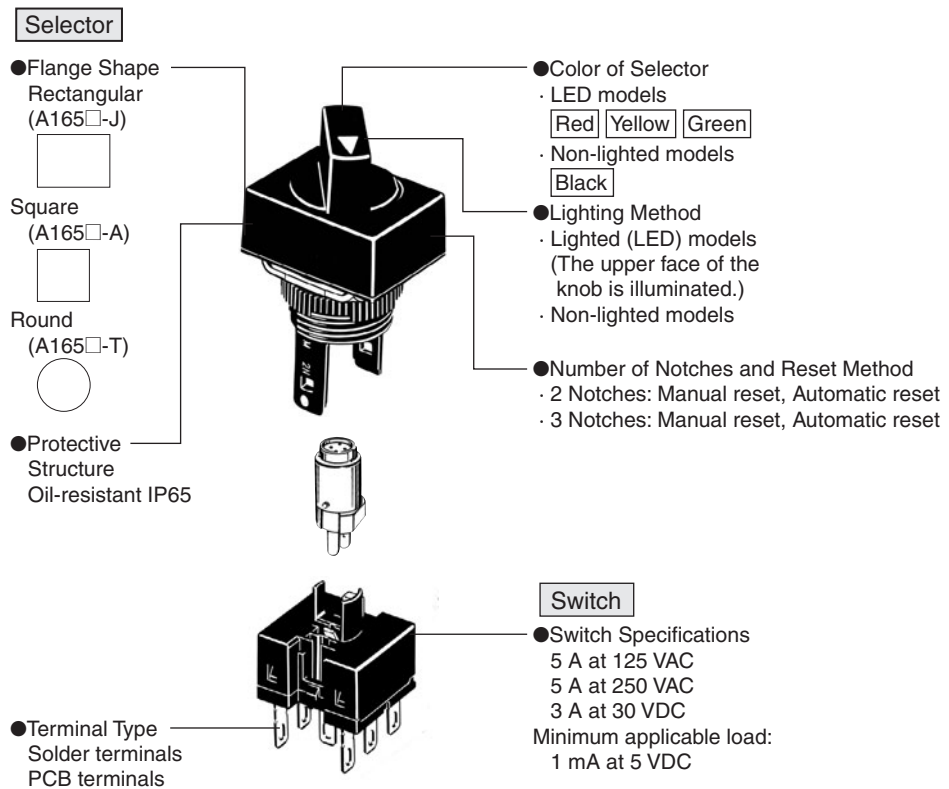 Selector
●Flange Shape
Rectangular
(A165□-J)
Square
(A165□-A)
Round
(A165□-T)
●Protective
Structure
Oil-resistant IP65
●Color of Selector
· LED models
Red Yellow Green
· Non-lighted models
Black
●Lighting Method
· Lighted (LED) models
(The upper face of the
knob is illuminated.)
· Non-lighted models
●Number of Notches and Reset Method
· 2 Notches: Manual reset, Automatic reset
· 3 Notches: Manual reset, Automatic reset
Switch
●Switch Specifications
5 A at 125 VAC
5 A at 250 VAC
3 A at 30 VDC
Minimum applicable load:
1 mA at 5 VDC
●Terminal Type
Solder terminals
PCB terminals